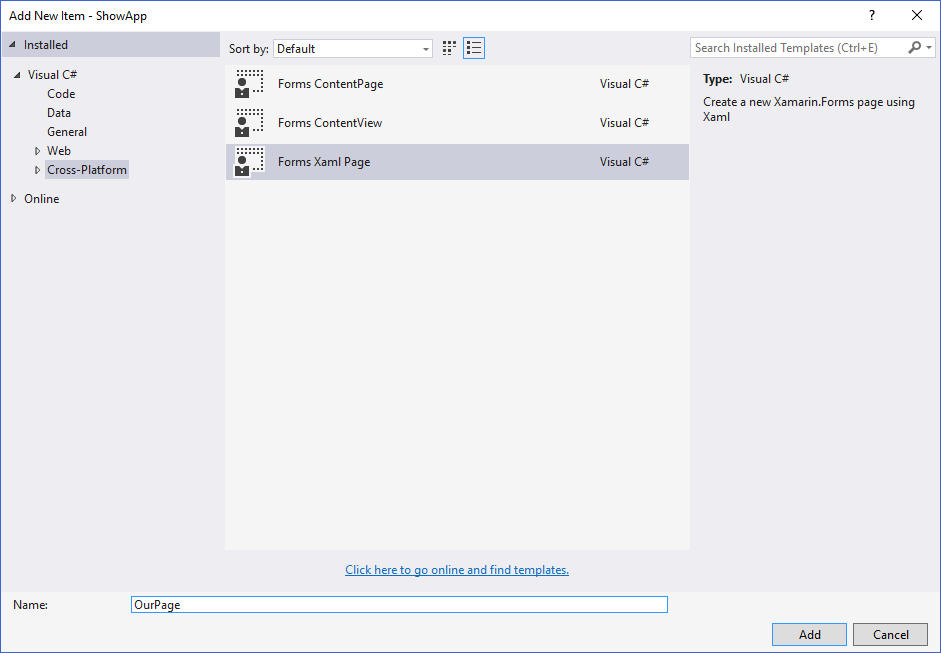 Add New Item - ShowApp
?
Installed
Sort by: Default
Search Installed Templates (Ctrl+E)
Visual C#
Code
Data
General
Web
Cross-Platform
Online
Forms ContentPage Visual C#
Forms ContentView Visual C#
Forms Xaml Page Visual C#
Type: Visual C#
Create a new Xamarin.Forms page using
Xaml
Click here to go online and find templates.
Name: OurPage
Add Cancel